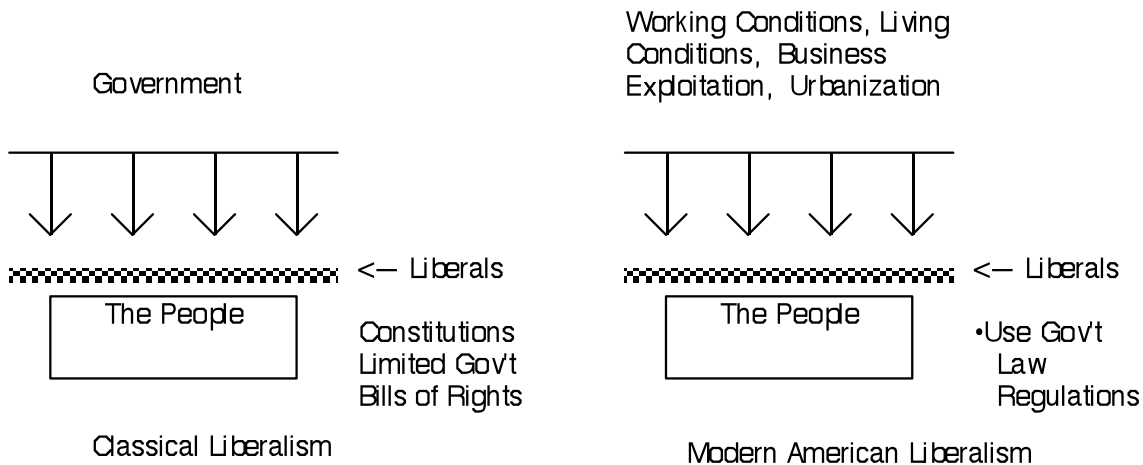 Government
<— Liberals
The People
Constitutions
Limited Gov't
Bills of Rights
Classical Liberalism
Working Conditions, Living
Conditions, Business
Exploitation, Urbanization
<— Liberals
The People
•Use Gov't
Law
Regulations
Modern American Liberalism